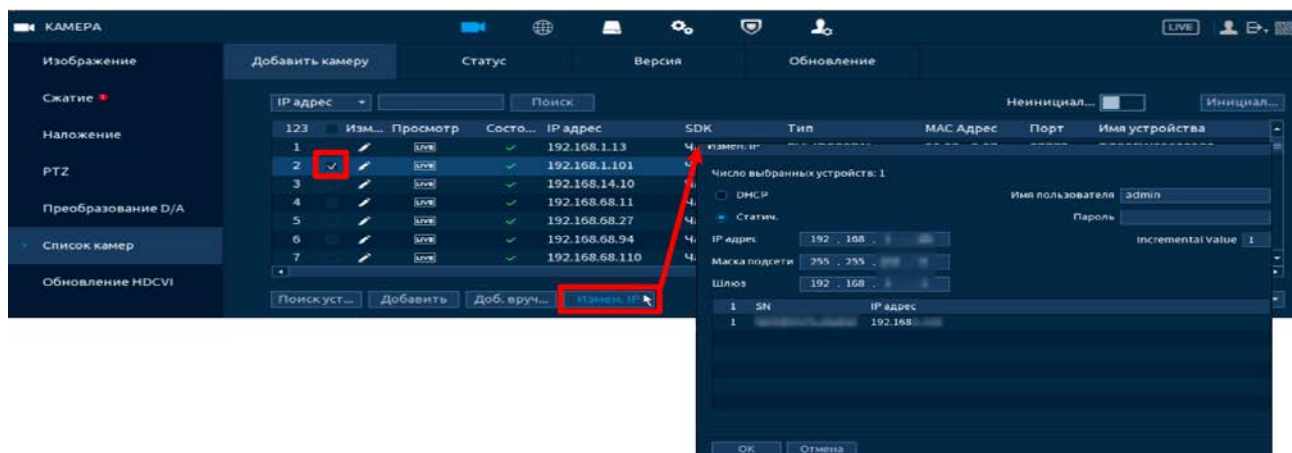 КАМЕРА LIVE
Изображение Добавить камеру Статус Версия Обновление
Сжатие IP адрес Поиск Неинициал... Инициал...
Наложение 123 Изм... Просмотр Состо... IP адрес SDK Тип MAC Адрес Порт Имя устройства
1 LIVE 192.168.1.13
Измен. IP
PTZ 2 LIVE 192.168.1.101
Число выбранных устройств: 1
3 LIVE 192.168.14.10
DHCP Имя пользователя admin
Преобразование D/A 4 LIVE 192.168.68.11
5 LIVE 192.168.68.27
Статич. Пароль
Список камер 6 LIVE 192.168.68.94
IP адрес 192 . 168 . Incremental Value 1
7 LIVE 192.168.68.110
Маска подсети 255 . 255 .
Обновление HDCVI
Шлюз 192 . 168 .
Поиск уст... Добавить Доб. вруч... Измен. IP
1 SN IP адрес
1 192.168
OK Отмена